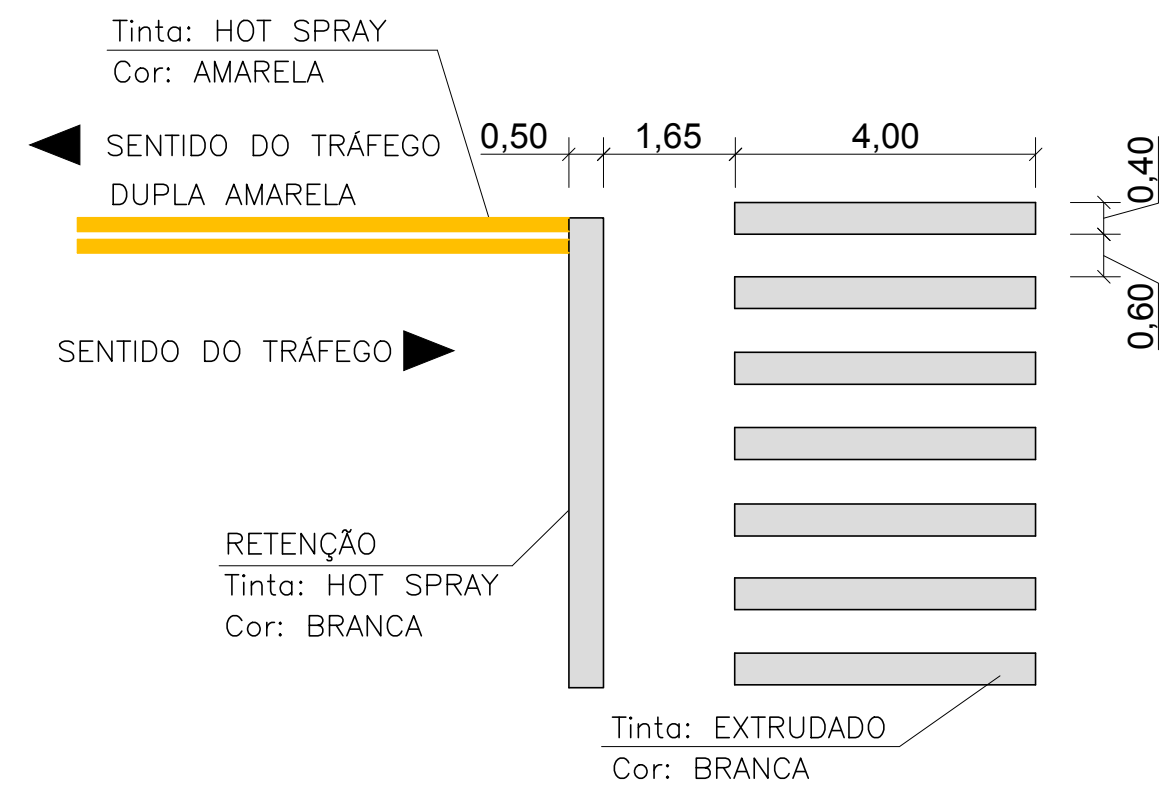 Tinta: HOT SPRAY
Cor: AMARELA
SENTIDO DO TRÁFEGO
DUPLA AMARELA
0,50
1,65
4,00
0,40
0,60
SENTIDO DO TRÁFEGO
RETENÇÃO
Tinta: HOT SPRAY
Cor: BRANCA
Tinta: EXTRUDADO
Cor: BRANCA